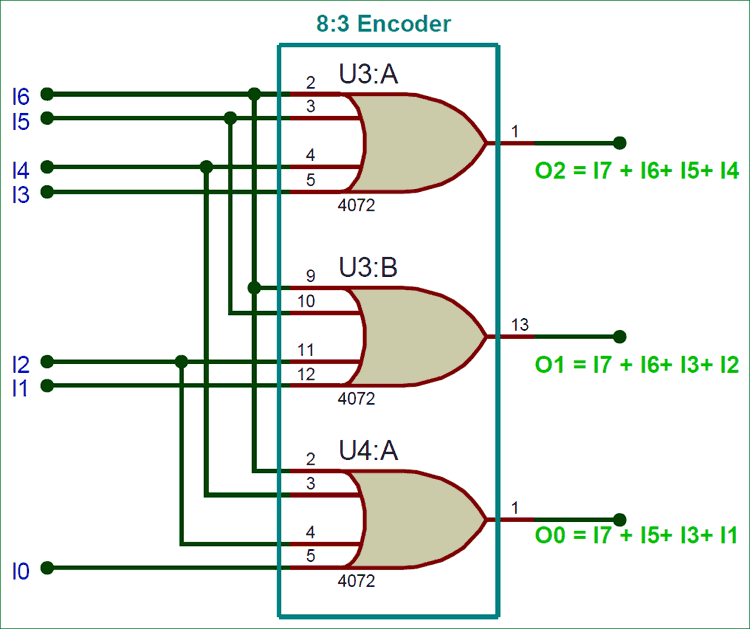 8:3 Encoder
U3:A
I6
2
I5
3
1
I4
4
O2 = I7 + I6+ I5+ I4
I3
5
4072
U3:B
9
10
13
I2
11
O1 = I7 + I6+ I3+ I2
I1
12
4072
U4:A
2
3
1
4
O0 = I7 + I5+ I3+ I1
I0
5
4072